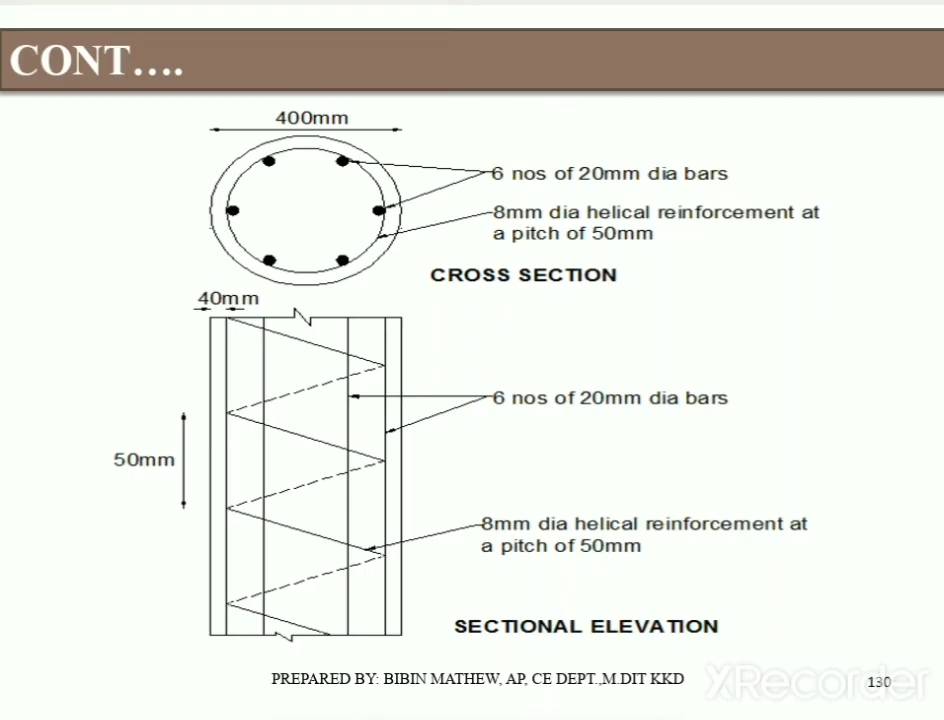 CONT....
400mm
6 nos of 20mm dia bars
8mm dia helical reinforcement at
a pitch of 50mm
CROSS SECTION
40mm
6 nos of 20mm dia bars
50mm
8mm dia helical reinforcement at
a pitch of 50mm
SECTIONAL ELEVATION
PREPARED BY: BIBIN MATHEW, AP, CE DEPT.,M.DIT KKD
130
XRecorder